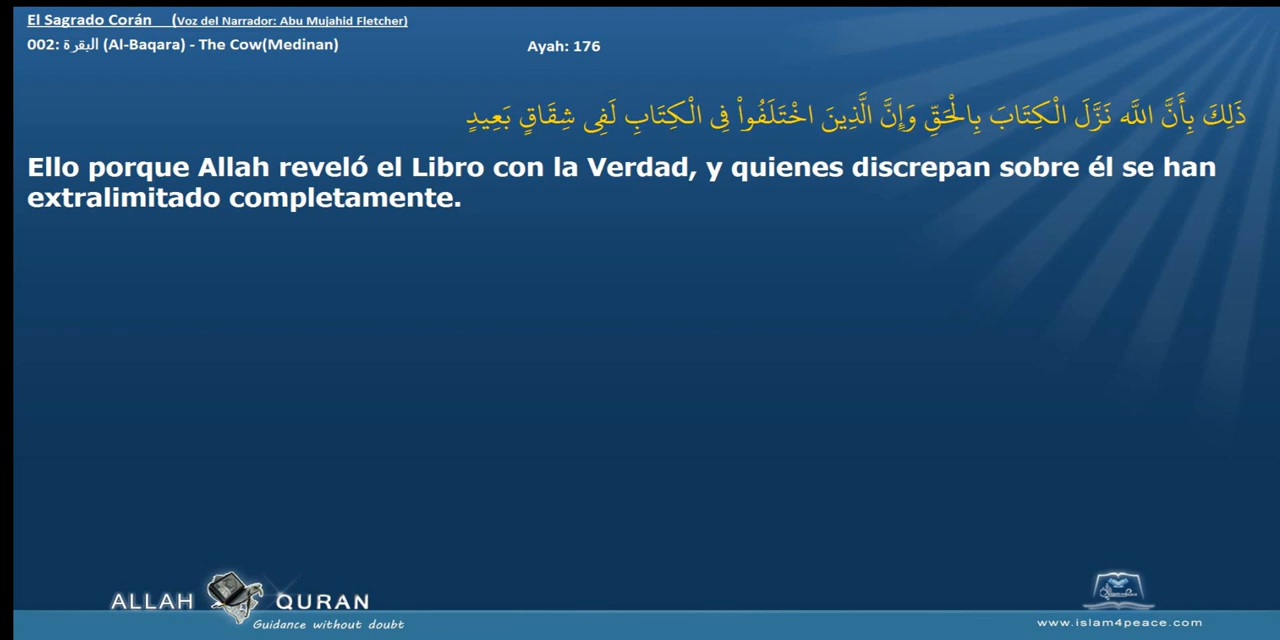 El Sagrado Corán (Voz del Narrador: Abu Mujahid Fletcher)
002: البقرة (Al-Baqara) - The Cow(Medinan) Ayah: 176
ذَلِكَ بِأَنَّ اللَّه نَزَّلَ الْكِتَابَ بِالْحَقِّ وَإِنَّ الَّذِينَ اخْتَلَفُواْ فِي الْكِتَابِ لَفِي شِقَاقٍ بَعِيدٍ
Ello porque Allah reveló el Libro con la Verdad, y quienes discrepan sobre él se han
extralimitado completamente.
ALLAH QURAN
Guidance without doubt
www.islam4peace.com